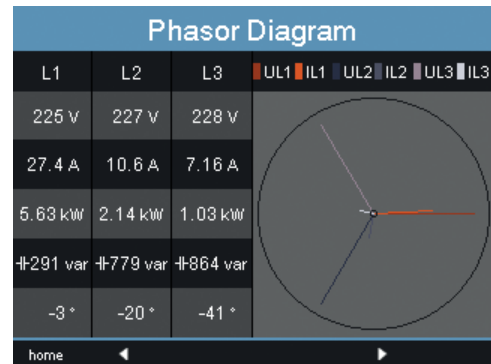 Phasor Diagram
L1 L2 L3 UL1 IL1 UL2 IL2 UL3 IL3
225 V 227 V 228 V
27.4 A 10.6 A 7.16 A
5.63 kW 2.14 kW 1.03 kW
291 var 779 var 864 var
-3 ° -20 ° -41 °
home